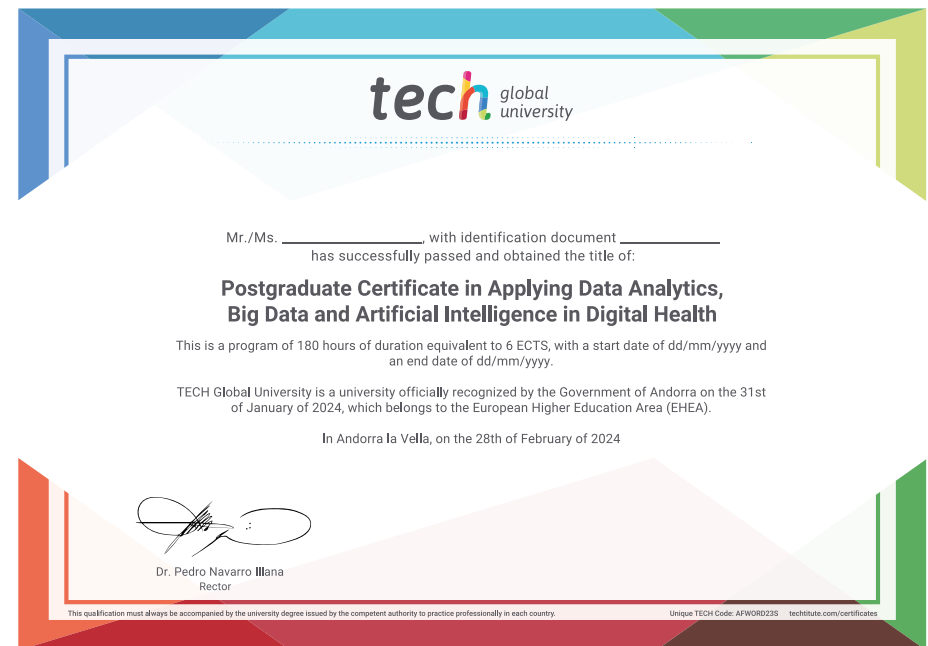 tech global university
Mr./Ms. ____________, with identification document ____________
has successfully passed and obtained the title of:
Postgraduate Certificate in Applying Data Analytics,
Big Data and Artificial Intelligence in Digital Health
This is a program of 180 hours of duration equivalent to 6 ECTS, with a start date of dd/mm/yyyy and
an end date of dd/mm/yyyy.
TECH Global University is a university officially recognized by the Government of Andorra on the 31st
of January of 2024, which belongs to the European Higher Education Area (EHEA).
In Andorra la Vella, on the 28th of February of 2024
Dr. Pedro Navarro Illana
Rector
This qualification must always be accompanied by the university degree issued by the competent authority to practice professionally in each country.
Unique TECH Code: AFWORD23S techtitute.com/certificates